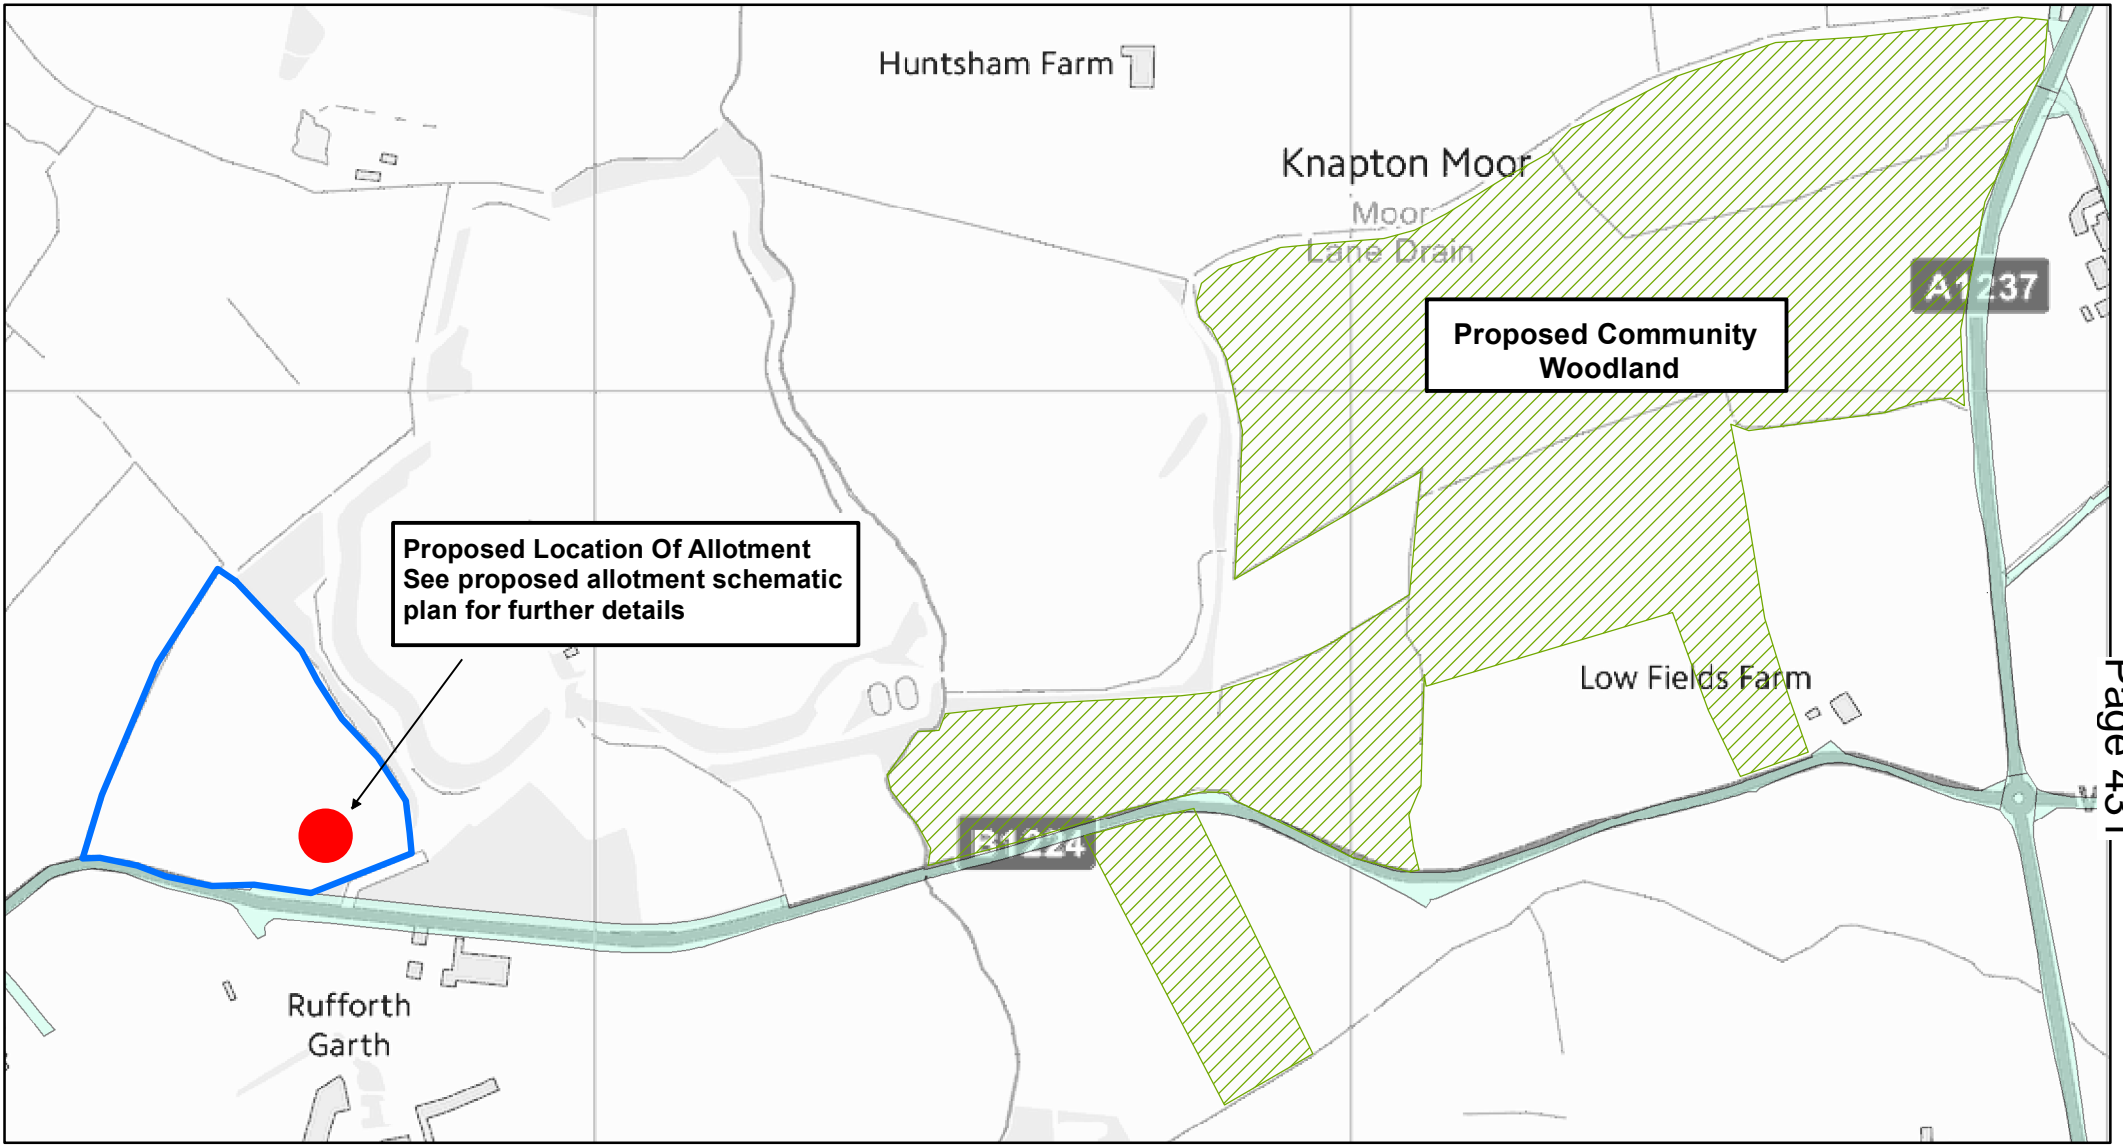 Huntsham Farm
Knapton Moor
Moor
Lane Drain
A1237
Proposed Community
Woodland
Proposed Location Of Allotment
See proposed allotment schematic
plan for further details
Low Fields Farm
B1224
Rufforth
Garth
Page 431